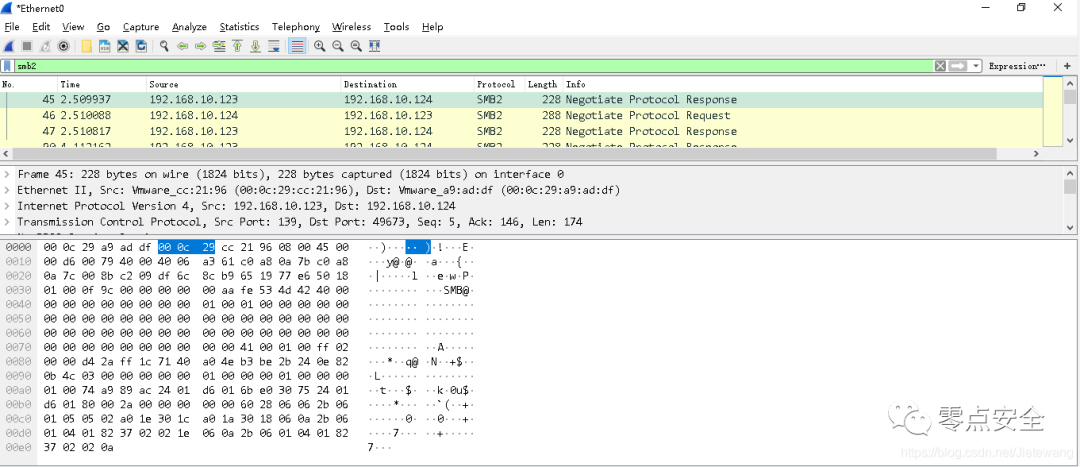 *Ethernet0
File Edit View Go Capture Analyze Statistics Telephony Wireless Tools Help
smb2 Expression…
No. Time Source Destination Protocol Length Info
45 2.509937 192.168.10.123 192.168.10.124 SMB2 228 Negotiate Protocol Response
46 2.510088 192.168.10.124 192.168.10.123 SMB2 288 Negotiate Protocol Request
47 2.510817 192.168.10.123 192.168.10.124 SMB2 228 Negotiate Protocol Response
Frame 45: 228 bytes on wire (1824 bits), 228 bytes captured (1824 bits) on interface 0
Ethernet II, Src: Vmware_cc:21:96 (00:0c:29:cc:21:96), Dst: Vmware_a9:ad:df (00:0c:29:a9:ad:df)
Internet Protocol Version 4, Src: 192.168.10.123, Dst: 192.168.10.124
Transmission Control Protocol, Src Port: 139, Dst Port: 49673, Seq: 5, Ack: 146, Len: 174
0000 00 0c 29 a9 ad df 00 0c 29 cc 21 96 08 00 45 00 ··)·····)·!···E·
0010 00 d6 00 79 40 00 40 06 a3 61 c0 a8 0a 7b c0 a8 ···y@·@··a···{··
0020 0a 7c 00 8b c2 09 df 6c 8c b9 65 19 77 e6 50 18 ·|·····l··e·w·P·
0030 01 00 0f 9c 00 00 00 00 00 aa fe 53 4d 42 40 00 ···········SMB@·
0040 00 00 00 00 00 00 00 00 01 00 01 00 00 00 00 00 ················
0050 00 00 00 00 00 00 00 00 00 00 00 00 00 00 00 00 ················
0060 00 00 00 00 00 00 00 00 00 00 00 00 00 00 00 00 ················
0070 00 00 00 00 00 00 00 00 00 00 41 00 01 00 ff 02 ··········A·····
0080 00 00 d4 2a ff 1c 71 40 a0 4e b3 be 2b 24 0e 82 ···*··q@·N··+$··
0090 0b 4c 03 00 00 00 00 00 01 00 00 00 01 00 00 00 ·L··············
00a0 01 00 74 a9 89 ac 24 01 d6 01 6b e0 30 75 24 01 ··t···$···k·0u$·
00b0 d6 01 80 00 2a 00 00 00 00 00 60 28 06 06 2b 06 ····*·····`(··+·
00c0 01 05 05 02 a0 1e 30 1c a0 1a 30 18 06 0a 2b 06 ······0···0···+·
00d0 01 04 01 82 37 02 02 1e 06 0a 2b 06 01 04 01 82 ····7·····+·····
00e0 37 02 02 0a 7···
零点安全
https://blog.csdn.net/Jietewang